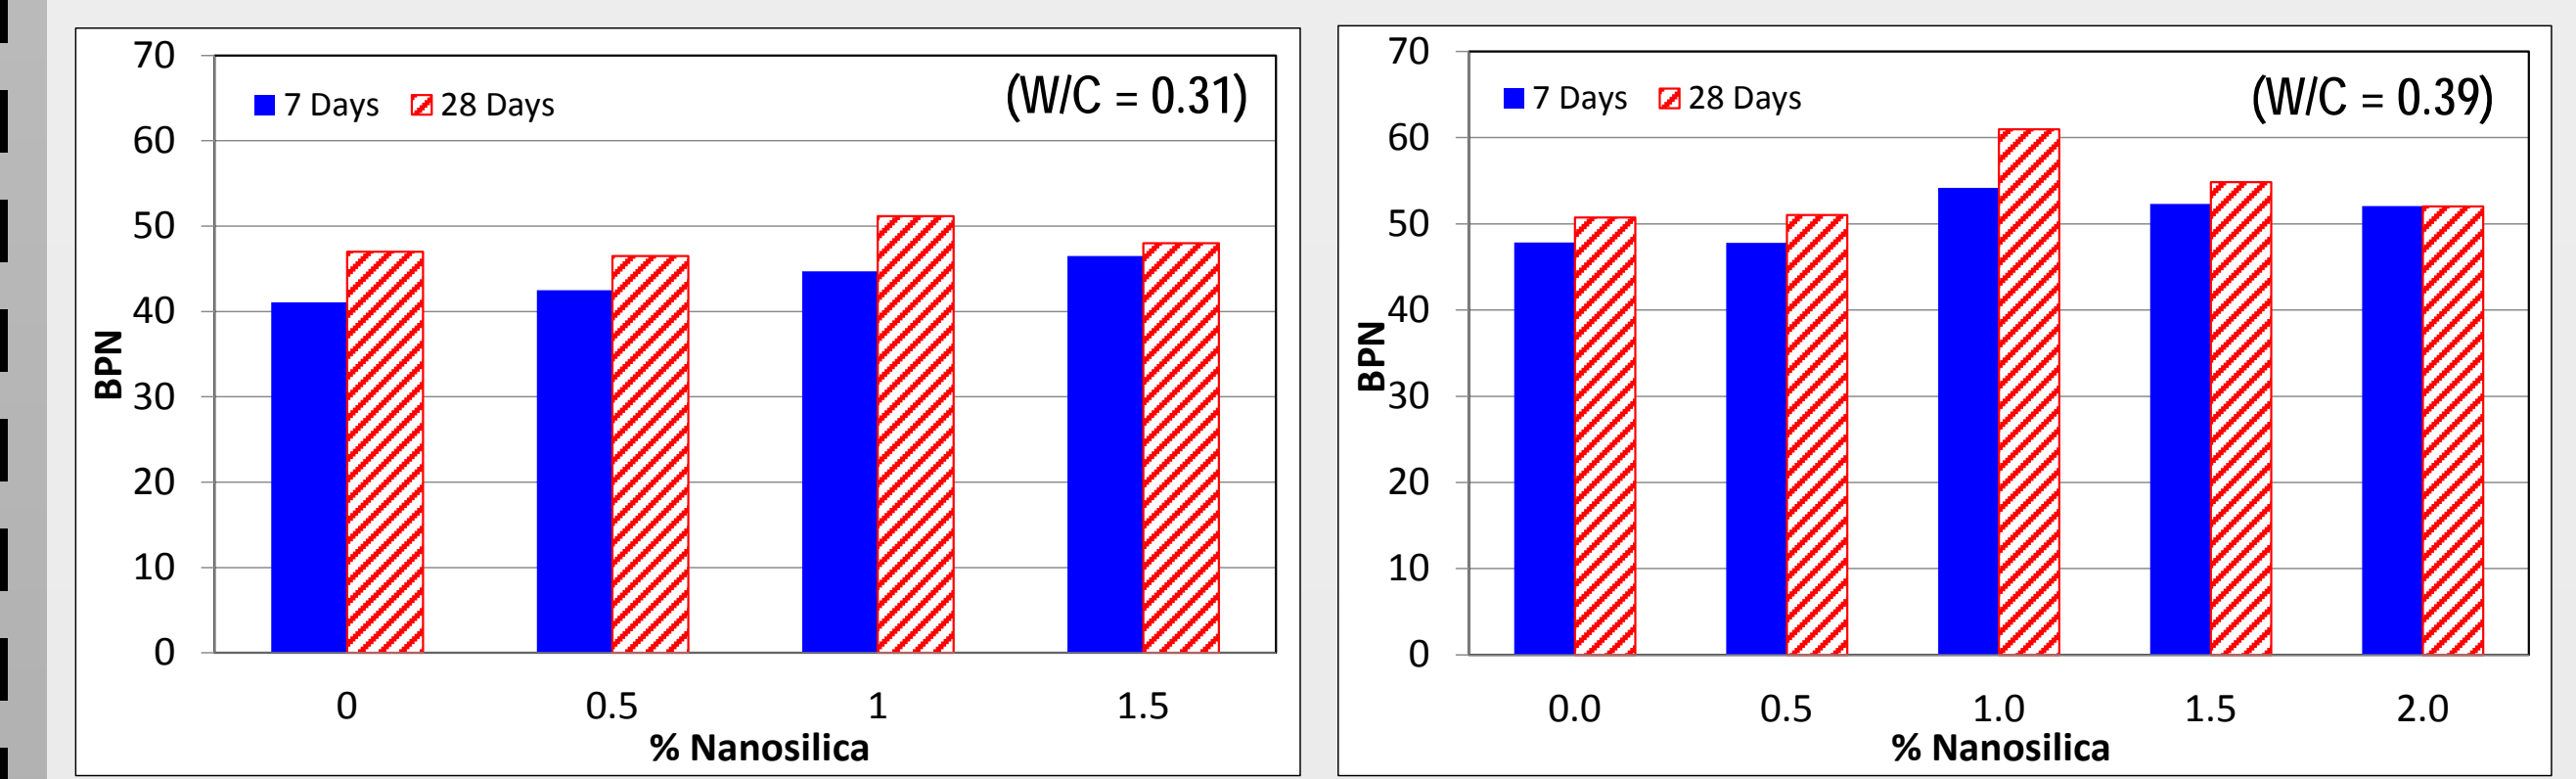 70
60
50
40
30
20
10
0
BPN
7 Days 28 Days
(W/C = 0.31)
0 0.5 1 1.5
% Nanosilica
70
60
50
40
30
20
10
0
BPN
7 Days 28 Days
(W/C = 0.39)
0.0 0.5 1.0 1.5 2.0
% Nanosilica